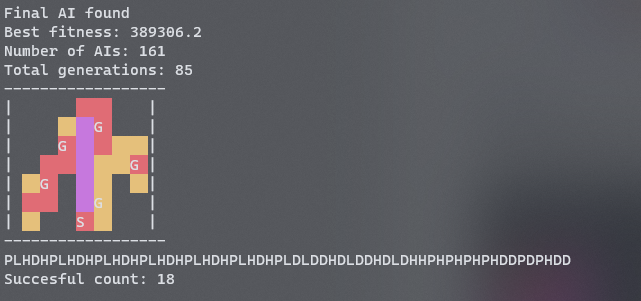 Final AI found
Best fitness: 389306.2
Number of AIs: 161
Total generations: 85
------------------
|               |
|         G     |
|     G         |
|             G |
|   G           |
|         G     |
|       S       |
------------------
PLHDHPLHDHPLHDHPLHDHPLHDHPLHDHPLDLDDHDLDDHDLDHHPHPHPHPHDDPDPHDD
Succesful count: 18